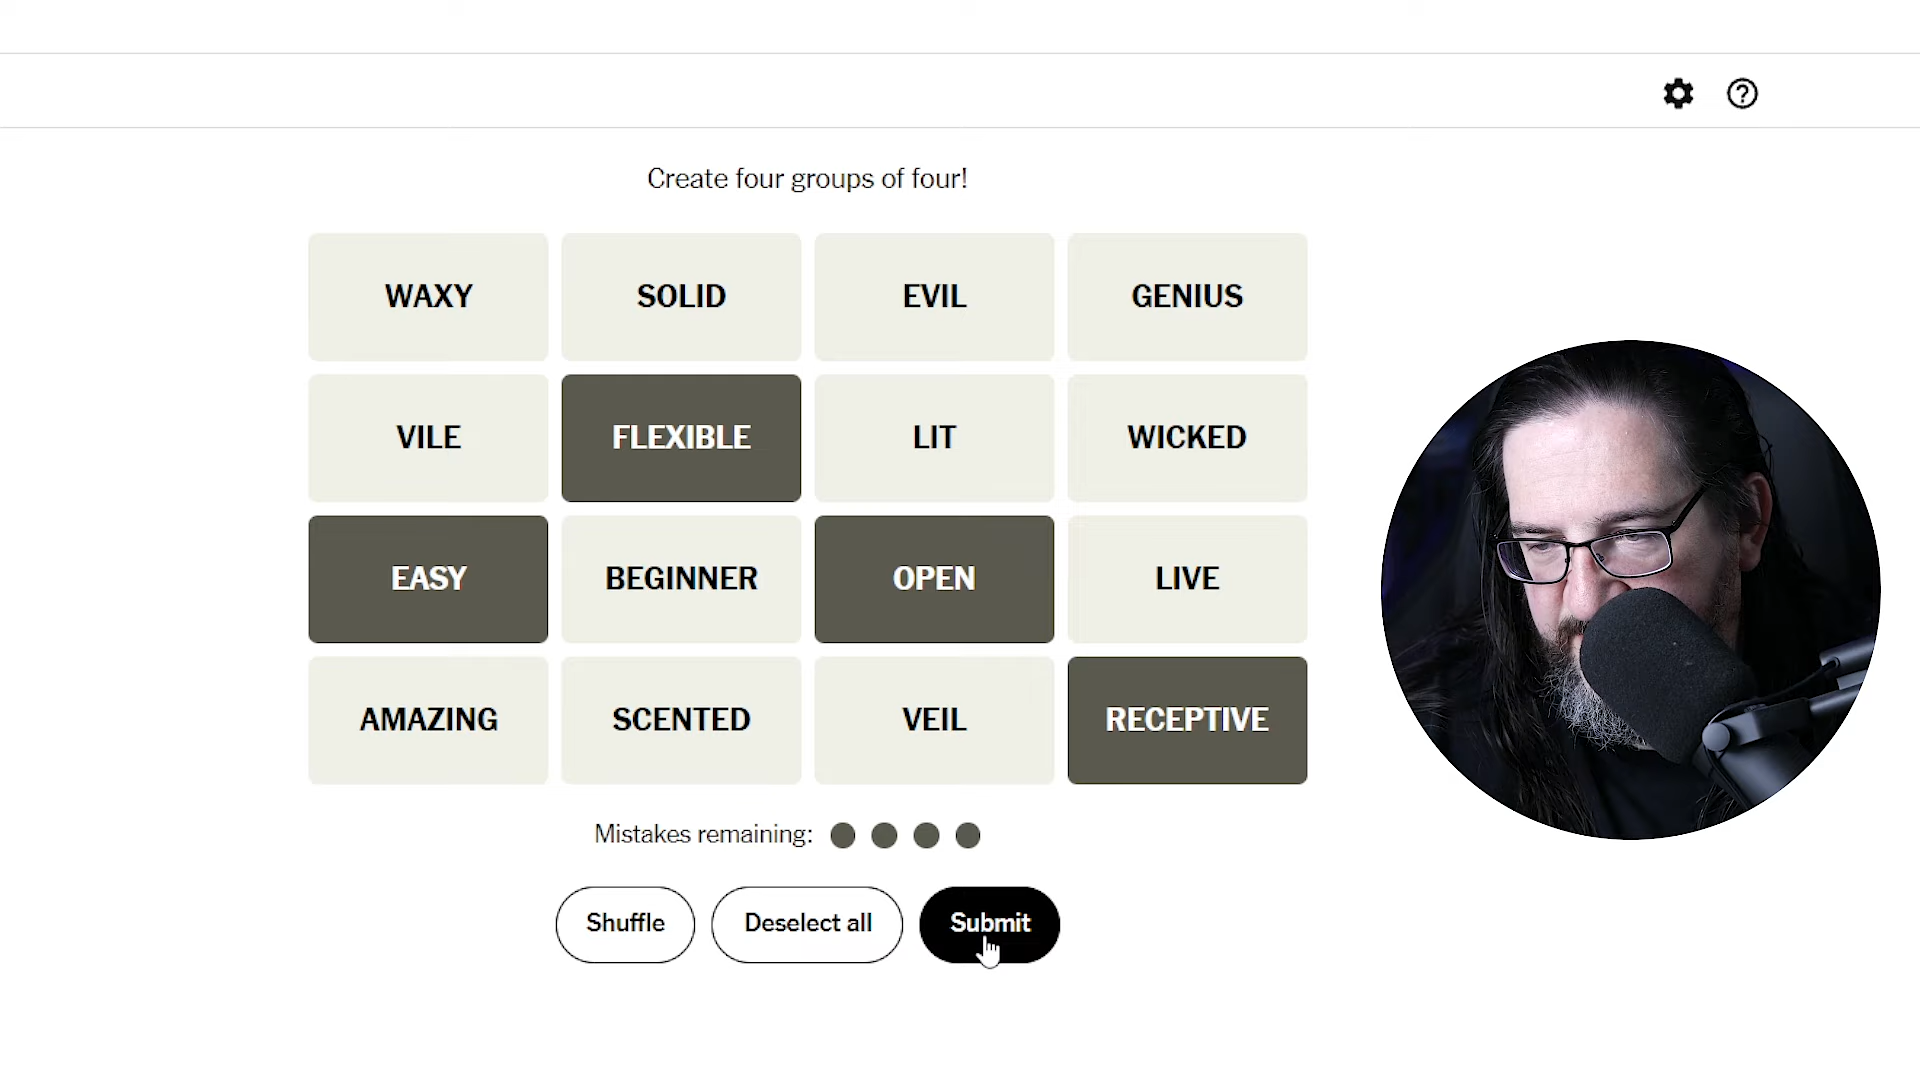 Create four groups of four!
WAXY SOLID EVIL GENIUS
VILE FLEXIBLE LIT WICKED
EASY BEGINNER OPEN LIVE
AMAZING SCENTED VEIL RECEPTIVE
Mistakes remaining:
Shuffle Deselect all Submit